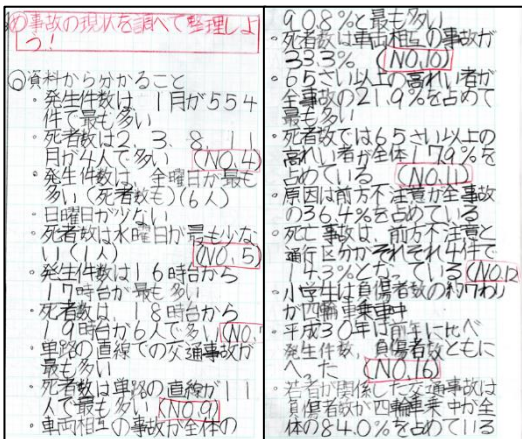 の事故の現状を調べて整理しよ
う！
◎資料から分かること
・発生件数は、1月が554
件で最も多い
・死者数は2、3、8、11
月が4人で多い (NO.4)
・発生件数は、金曜日が最も
多い(死者数も)(6人)
・日曜日が少ない
・死者数は水曜日が最も少な
い(1人) (NO.5)
・発生件数は16時台から
17時台が最も多い
・死者数は、18時台から
19時台が6人で多い(NO.
・単路の直線での交通事故が
最も多い
・死者数は単路の直線が11
人で最も多い(NO.9)
・車両相互の事故が全体の
90.8%と最も多い
・死者数は車両相互の事故が
33.3% (NO.10)
・65さい以上の高れい者が
全事故の21.9%を占めて
最も多い
・死者数では65さい以上の
高れい者が全体17.9%を
占めている (NO.11)
・原因は前方不注意が全事故
の36.4%を占めている
・死亡事故は、前方不注意と
通行区分がそれぞれ4件で
14.3%となっている(NO.12
・小学生は負傷者数の約7わり
が四輪車乗車中
・平成30年は前年に比べ
発生件数、負傷者数ともに
へった (NO.16)
・若者が関係した交通事故は
負傷者数が四輪車乗車中が全
体の84.0%を占めている